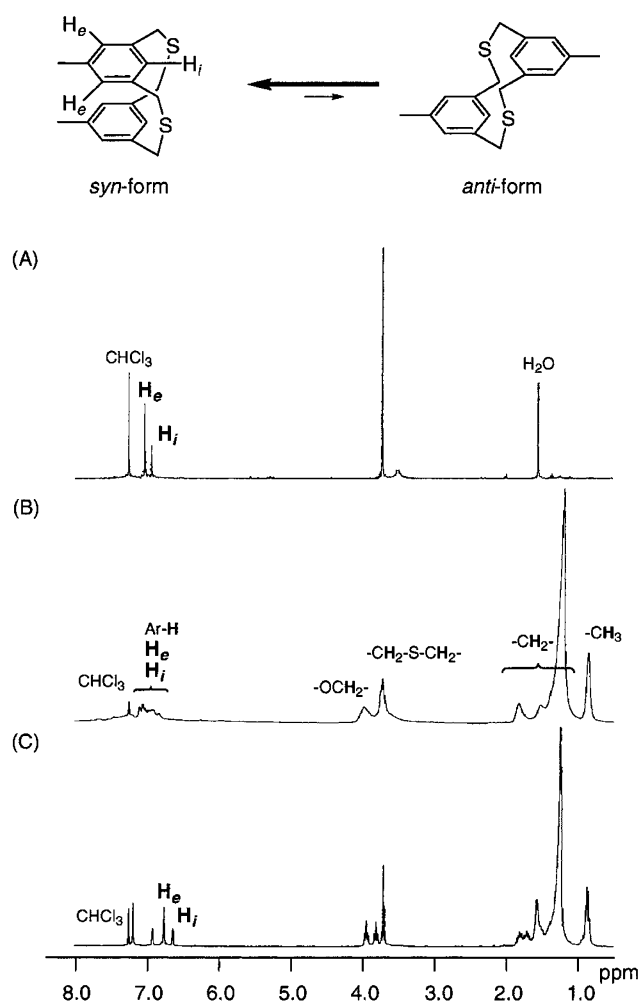 Hₑ
S
Hᵢ
Hₑ
S
S
S
syn-form
anti-form
(A)
CHCl₃
Hₑ
Hᵢ
H₂O
(B)
Ar-H
Hₑ
Hᵢ
CHCl₃
-OCH₂-
-CH₂-S-CH₂-
-CH₂-
-CH₃
(C)
CHCl₃
Hₑ
Hᵢ
8.0 7.0 6.0 5.0 4.0 3.0 2.0 1.0 ppm